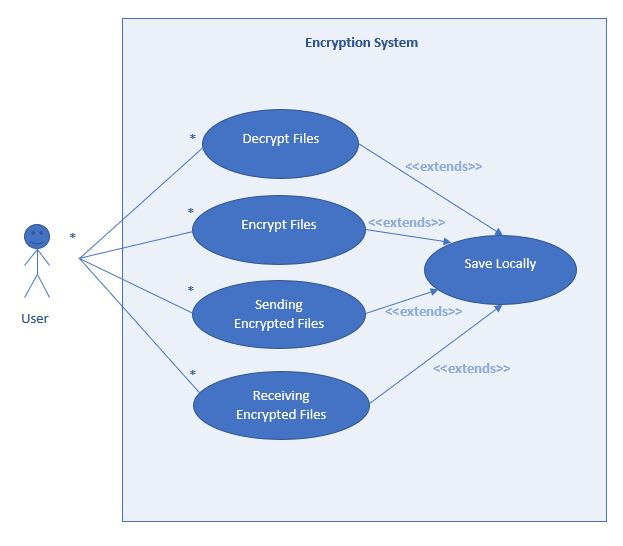 Encryption System
*
Decrypt Files
<<extends>>
*
Encrypt Files
<<extends>>
*
User
Save Locally
*
Sending
Encrypted Files
<<extends>>
*
Receiving
Encrypted Files
<<extends>>